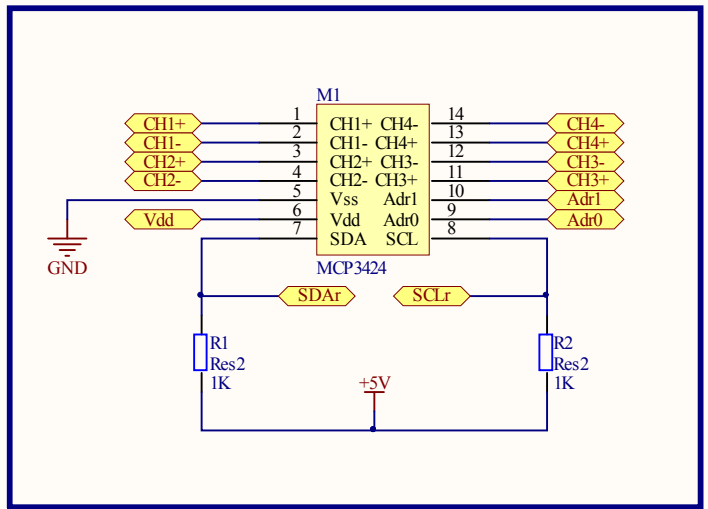 M1
CH1+ 1 CH1+ CH4- 14 CH4-
CH1- 2 CH1- CH4+ 13 CH4+
CH2+ 3 CH2+ CH3- 12 CH3-
CH2- 4 CH2- CH3+ 11 CH3+
5 Vss Adr1 10 Adr1
Vdd 6 Vdd Adr0 9 Adr0
7 SDA SCL 8
GND
MCP3424
SDAr SCLr
R1 R2
Res2 Res2
1K 1K
+5V